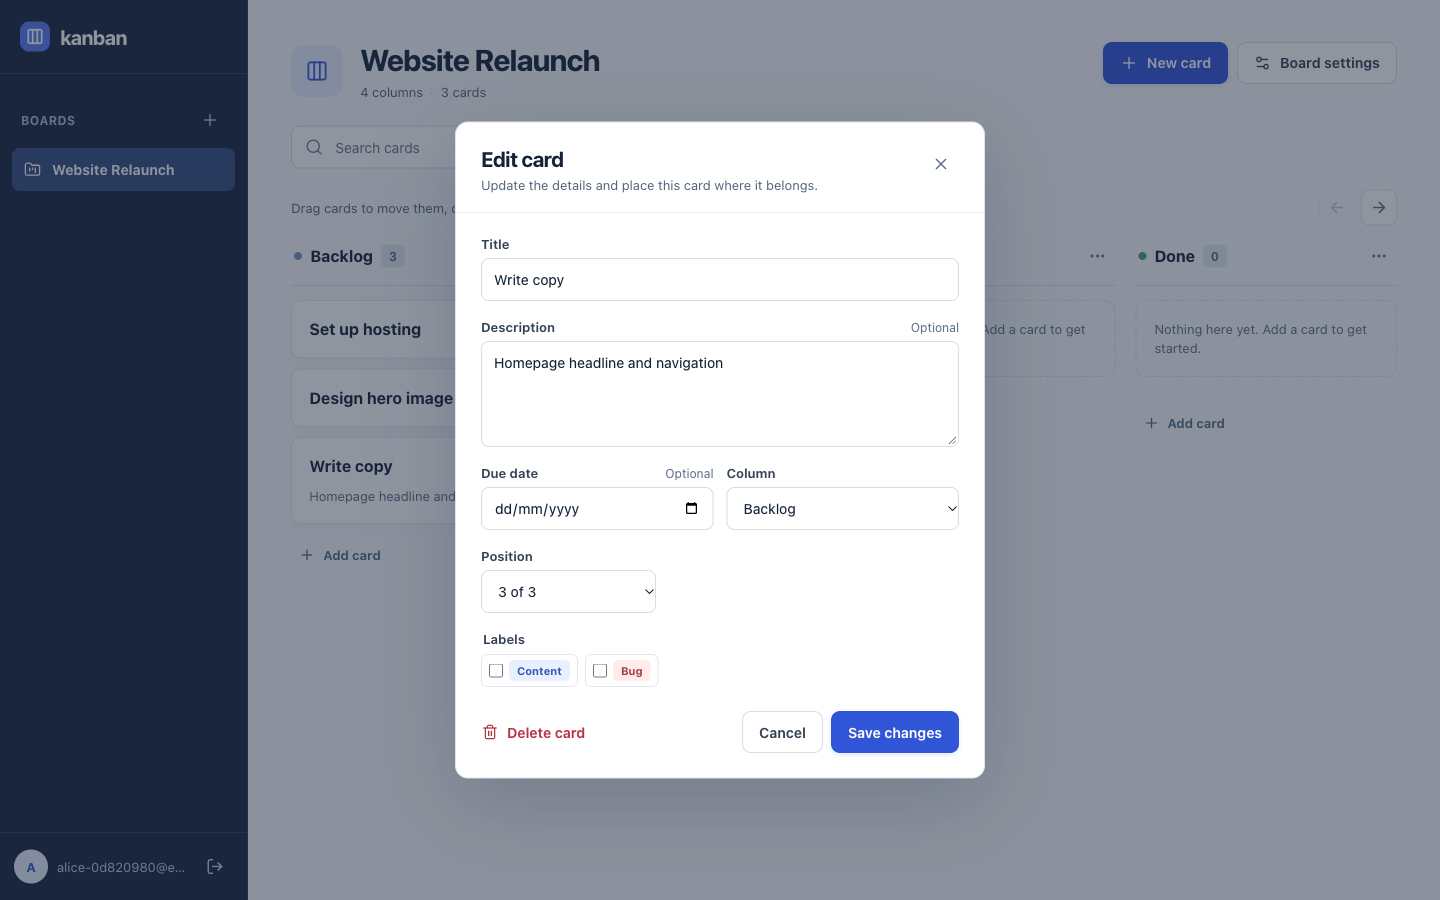 kanban
BOARDS
Website Relaunch
alice-0d820980@e...
A
Website Relaunch
4 columns · 3 cards
New card
Board settings
Search cards
Drag cards to move them,
Backlog 3
Set up hosting
Design hero image
Write copy
Homepage headline and
Add card
Add a card to get
Done 0
Nothing here yet. Add a card to get
started.
Add card
Edit card
Update the details and place this card where it belongs.
Title
Write copy
Description Optional
Homepage headline and navigation
Due date Optional Column
dd/mm/yyyy Backlog
Position
3 of 3
Labels
Content Bug
Delete card Cancel Save changes